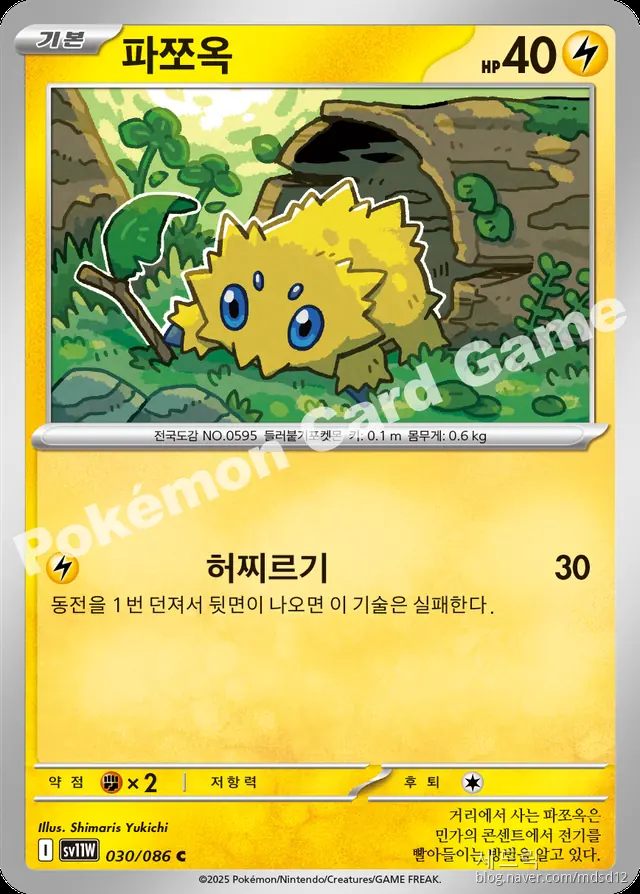 기본 파쪼옥 HP 40
전국도감 NO.0595 들러붙기포켓몬 키: 0.1 m 몸무게: 0.6 kg
Pokémon Card Game
허찌르기 30
동전을 1번 던져서 뒷면이 나오면 이 기술은 실패한다.
약점 ×2 저항력 후퇴
Illus. Shimaris Yukichi
I sv11W 030/086 C
거리에서 사는 파쪼옥은
민가의 콘센트에서 전기를
빨아들이는 방법을 알고 있다.
blog.naver.com/mdsd12
©2025 Pokémon/Nintendo/Creatures/GAME FREAK.